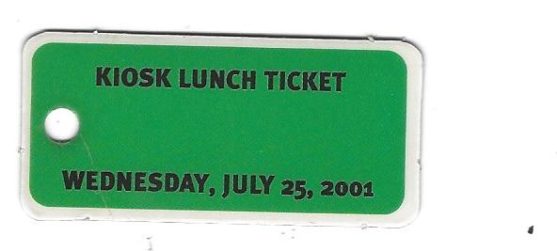 KIOSK LUNCH TICKET
WEDNESDAY, JULY 25, 2001